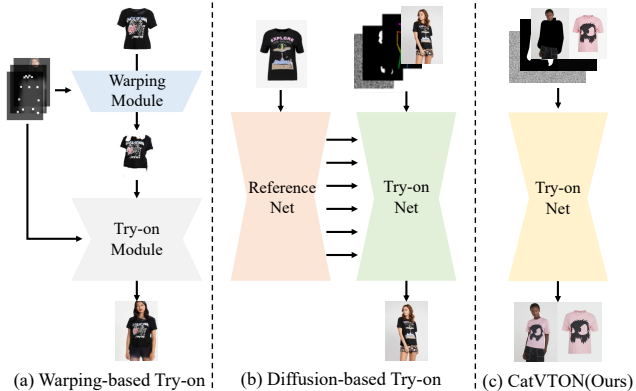 Warping
Module
Try-on
Module
(a) Warping-based Try-on
EXPLORE
Reference
Net
Try-on
Net
(b) Diffusion-based Try-on
Try-on
Net
(c) CatVTON(Ours)